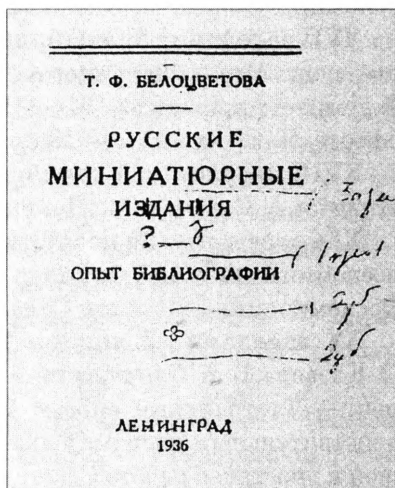 Т. Ф. БЕЛОЦВЕТОВА
РУССКИЕ
МИНИАТЮРНЫЕ
ИЗДАНИЯ
?
ОПЫТ БИБЛИОГРАФИИ
ЛЕНИНГРАД
1936